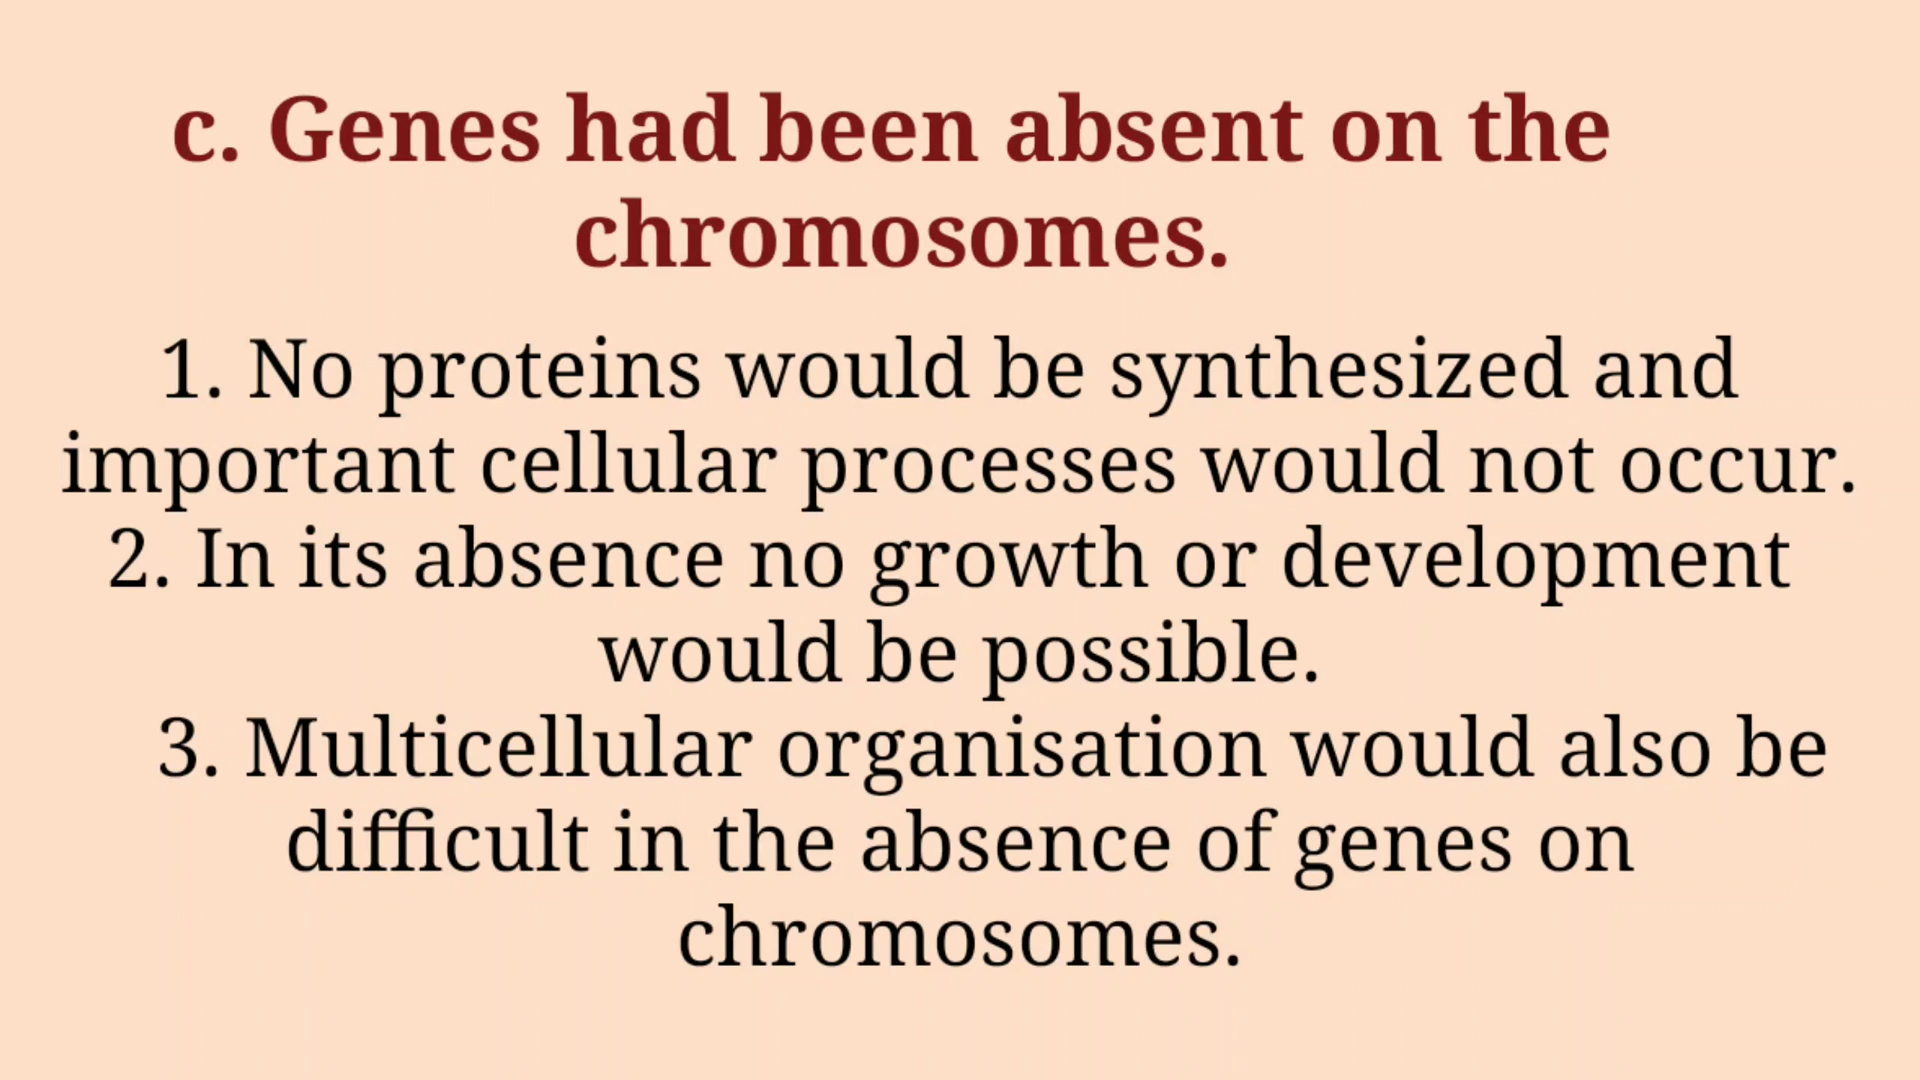 c. Genes had been absent on the
chromosomes.
1. No proteins would be synthesized and
important cellular processes would not occur.
2. In its absence no growth or development
would be possible.
3. Multicellular organisation would also be
difficult in the absence of genes on
chromosomes.